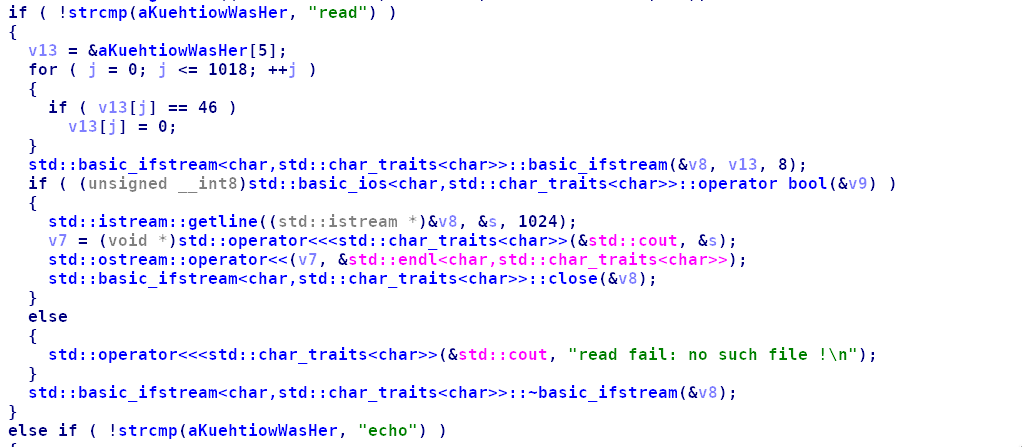 if ( !strcmp(aKuehtiowWasHer, "read") )
{
v13 = &aKuehtiowWasHer[5];
for ( j = 0; j <= 1018; ++j )
{
if ( v13[j] == 46 )
v13[j] = 0;
}
std::basic_ifstream<char,std::char_traits<char>>::basic_ifstream(&v8, v13, 8);
if ( (unsigned __int8)std::basic_ios<char,std::char_traits<char>>::operator bool(&v9) )
{
std::istream::getline((std::istream *)&v8, &s, 1024);
v7 = (void *)std::operator<<<std::char_traits<char>>(&std::cout, &s);
std::ostream::operator<<(v7, &std::endl<char,std::char_traits<char>>);
std::basic_ifstream<char,std::char_traits<char>>::close(&v8);
}
else
{
std::operator<<<std::char_traits<char>>(&std::cout, "read fail: no such file !\n");
}
std::basic_ifstream<char,std::char_traits<char>>::~basic_ifstream(&v8);
}
else if ( !strcmp(aKuehtiowWasHer, "echo") )